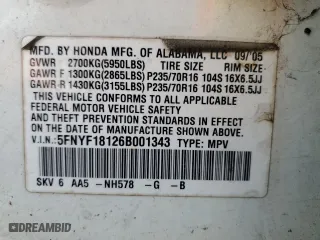 MFD. BY HONDA MFG. OF ALABAMA, LLC 09/05
GVWR 2700KG(5950LBS) TIRE SIZE RIM SIZE
GAWR F 1300KG(2865LBS) P235/70R16 104S 16X6.5JJ
GAWR R 1430KG(3155LBS) P235/70R16 104S 16X6.5JJ
THIS VEHICLE CONFORMS TO ALL APPLICABLE
FEDERAL MOTOR VEHICLE SAFETY
AND THEFT PREVENTION STANDARDS IN EFFECT
ON THE DATE OF MANUFACTURE SHOWN ABOVE.
V.I.N.: 5FNYF18126B001343 TYPE: MPV
SKV 6 AA5 -NH578 -G -B